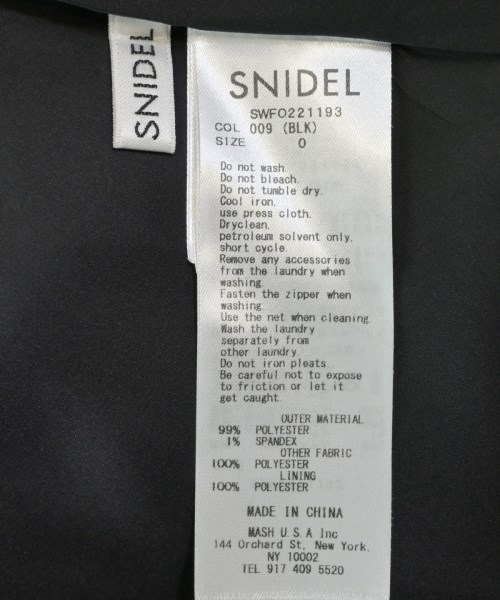 SNIDEL
SNIDEL
SWFO221193
COL 009 (BLK)
SIZE 0
Do not wash.
Do not bleach.
Do not tumble dry.
Cool iron,
use press cloth.
Dryclean,
petroleum solvent only,
short cycle.
Remove any accessories
from the laundry when
washing.
Fasten the zipper when
washing.
Use the net when cleaning.
Wash the laundry
separately from
other laundry.
Do not iron pleats.
Be careful not to expose
to friction or let it
get caught.
OUTER MATERIAL
99% POLYESTER
1% SPANDEX
OTHER FABRIC
100% POLYESTER
LINING
100% POLYESTER
MADE IN CHINA
MASH U.S.A Inc
144 Orchard St, New York.
NY 10002
TEL 917 409 5520